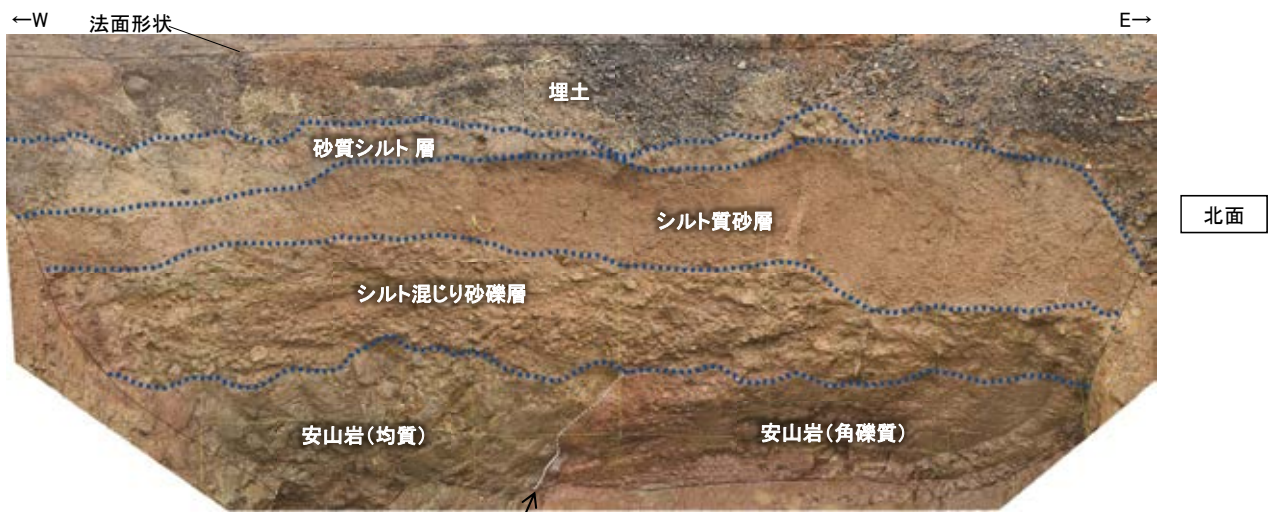 ←W
法面形状
E→
埋土
砂質シルト層
シルト質砂層
北面
シルト混じり砂礫層
安山岩(均質)
安山岩(角礫質)